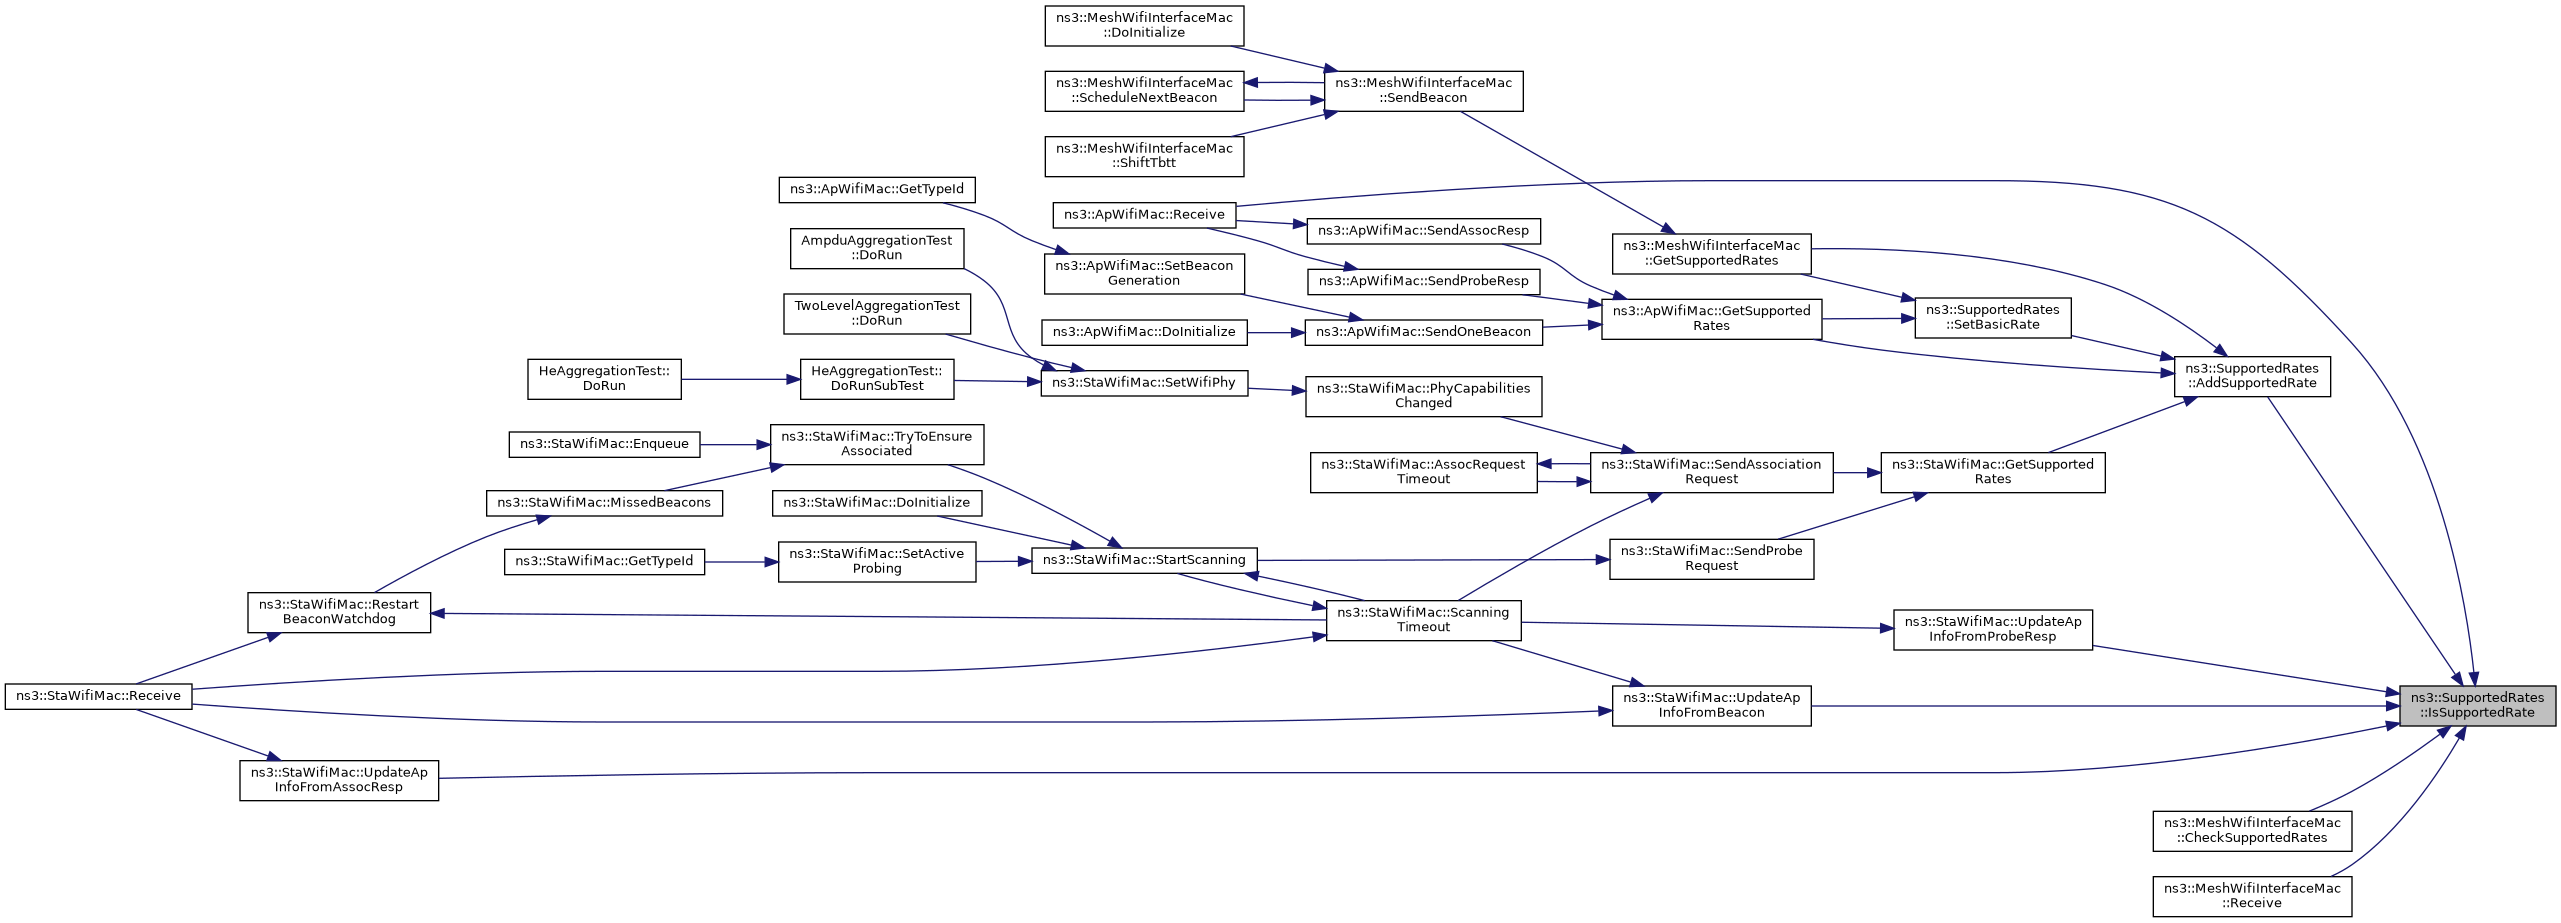 ns3::MeshWifiInterfaceMac
::DoInitialize
ns3::MeshWifiInterfaceMac
::ScheduleNextBeacon
ns3::MeshWifiInterfaceMac
::SendBeacon
ns3::MeshWifiInterfaceMac
::ShiftTbtt
ns3::ApWifiMac::GetTypeId
ns3::ApWifiMac::Receive
ns3::ApWifiMac::SendAssocResp
AmpduAggregationTest
::DoRun
ns3::MeshWifiInterfaceMac
::GetSupportedRates
ns3::ApWifiMac::SetBeacon
Generation
ns3::ApWifiMac::SendProbeResp
TwoLevelAggregationTest
::DoRun
ns3::ApWifiMac::GetSupported
Rates
ns3::SupportedRates
::SetBasicRate
ns3::ApWifiMac::DoInitialize
ns3::ApWifiMac::SendOneBeacon
HeAggregationTest::
DoRun
HeAggregationTest::
DoRunSubTest
ns3::StaWifiMac::SetWifiPhy
ns3::StaWifiMac::PhyCapabilities
Changed
ns3::SupportedRates
::AddSupportedRate
ns3::StaWifiMac::Enqueue
ns3::StaWifiMac::TryToEnsure
Associated
ns3::StaWifiMac::AssocRequest
Timeout
ns3::StaWifiMac::SendAssociation
Request
ns3::StaWifiMac::GetSupported
Rates
ns3::StaWifiMac::MissedBeacons
ns3::StaWifiMac::DoInitialize
ns3::StaWifiMac::GetTypeId
ns3::StaWifiMac::SetActive
Probing
ns3::StaWifiMac::StartScanning
ns3::StaWifiMac::SendProbe
Request
ns3::StaWifiMac::Restart
BeaconWatchdog
ns3::StaWifiMac::Scanning
Timeout
ns3::StaWifiMac::UpdateAp
InfoFromProbeResp
ns3::StaWifiMac::Receive
ns3::StaWifiMac::UpdateAp
InfoFromBeacon
ns3::SupportedRates
::IsSupportedRate
ns3::StaWifiMac::UpdateAp
InfoFromAssocResp
ns3::MeshWifiInterfaceMac
::CheckSupportedRates
ns3::MeshWifiInterfaceMac
::Receive